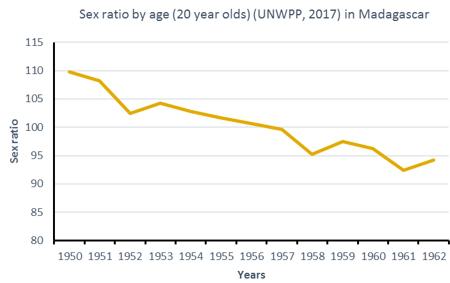 Sex ratio by age (20 year olds) (UNWPP, 2017) in Madagascar
115
110
105
100
95
90
85
80
Sex ratio
1950 1951 1952 1953 1954 1955 1956 1957 1958 1959 1960 1961 1962
Years